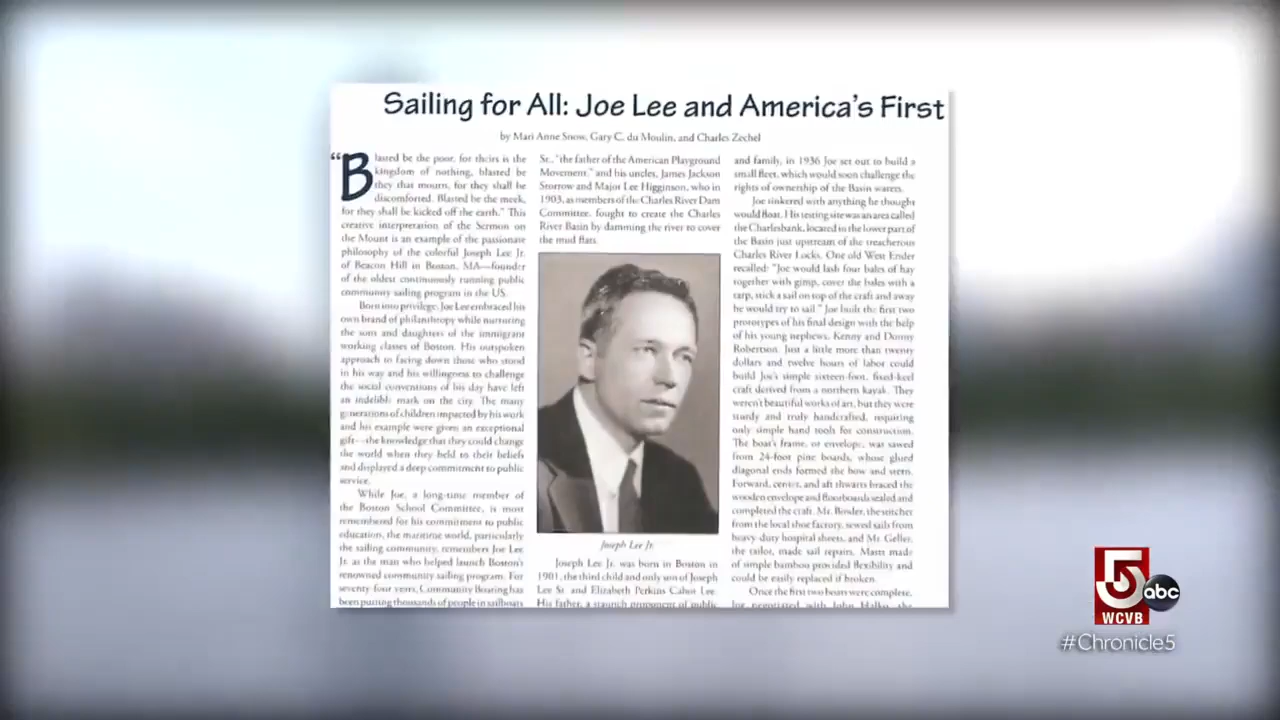 Sailing for All: Joe Lee and America's First
by Mari Anne Snow, Gary C. du Moulin, and Charles Zechel
"Blasted be the poor, for theirs is the
kingdom of nothing, blasted be
they that mourn, for they shall be
discomforted. Blasted be the meek,
for they shall be kicked off the earth." This
creative interpretation of the Sermon on
the Mount is an example of the passionate
philosophy of the colorful Joseph Lee Jr.
of Beacon Hill in Boston, MA—founder
of the oldest continuously running public
community sailing program in the US.
Born into privilege, Joe Lee embraced his
own brand of philanthropy while nurturing
the sons and daughters of the immigrant
working classes of Boston. His outspoken
approach to facing down those who stood
in his way and his willingness to challenge
the social conventions of his day have left
an indelible mark on the city. The many
generations of children impacted by his work
and his example were given an exceptional
gift—the knowledge that they could change
the world when they held to their beliefs
and displayed a deep commitment to public
service.
While Joe, a long-time member of
the Boston School Committee, is most
remembered for his commitment to public
education, the maritime world, particularly
the sailing community, remembers Joe Lee
Jr. as the man who helped launch Boston's
renowned community sailing program. For
seventy-four years, Community Boating has
been putting thousands of people in sailboats
Sr., "the father of the American Playground
Movement," and his uncles, James Jackson
Storrow and Major Lee Higginson, who in
1903, as members of the Charles River Dam
Committee, fought to create the Charles
River Basin by damming the river to cover
the mud flats.
Joseph Lee Jr.
Joseph Lee Jr. was born in Boston in
1901, the third child and only son of Joseph
Lee Sr. and Elizabeth Perkins Cabot Lee.
His father, a staunch proponent of public
and family, in 1936 Joe set out to build a
small fleet, which would soon challenge the
rights of ownership of the Basin waters.
Joe tinkered with anything he thought
would float. His testing site was an area called
the Charlesbank, located in the lower part of
the Basin just upstream of the treacherous
Charles River Locks. One old West Ender
recalled: "Joe would lash four bales of hay
together with gimp, cover the bales with a
tarp, stick a sail on top of the craft and away
he would try to sail." Joe built the first two
prototypes of his final design with the help
of his young nephews, Kenny and Donny
Robertson. Just a little more than twenty
dollars and twelve hours of labor could
build Joe's simple sixteen-foot, fixed-keel
craft derived from a northern kayak. They
weren't beautiful works of art, but they were
sturdy and truly handcrafted, requiring
only simple hand tools for construction.
The boat's frame, or envelope, was sawed
from 24-foot pine boards, whose glued
diagonal ends formed the bow and stern.
Forward, center, and aft thwarts braced the
wooden envelope and floorboards sealed and
completed the craft. Mr. Bender, the stitcher
from the local shoe factory, sewed sails from
heavy-duty hospital sheets, and Mr. Geller,
the tailor, made sail repairs. Masts made
of simple bamboo provided flexibility and
could be easily replaced if broken.
Once the first two boats were complete,
Joe negotiated with John
5
abc
WCVB
#Chronicle5